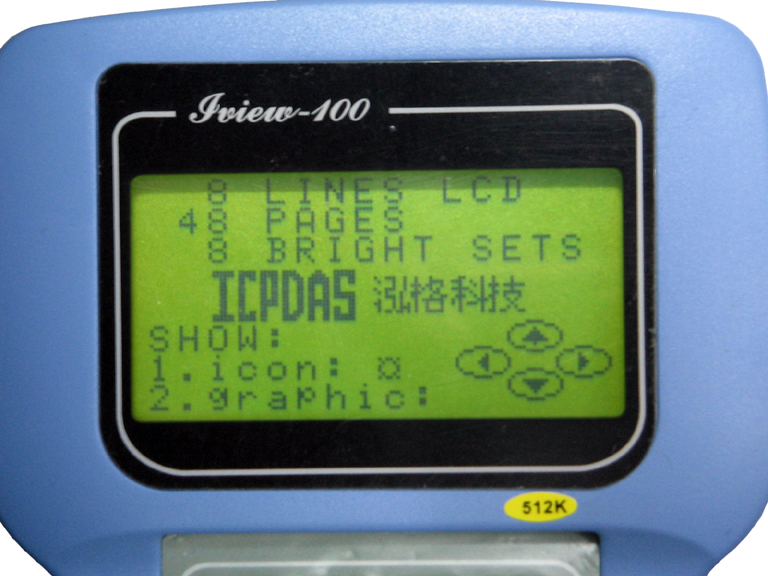 Iview-100
8 LINES LCD
48 PAGES
8 BRIGHT SETS
ICPDAS 泓格科技
SHOW:
1.icon: ¤
2.graphic:
512K